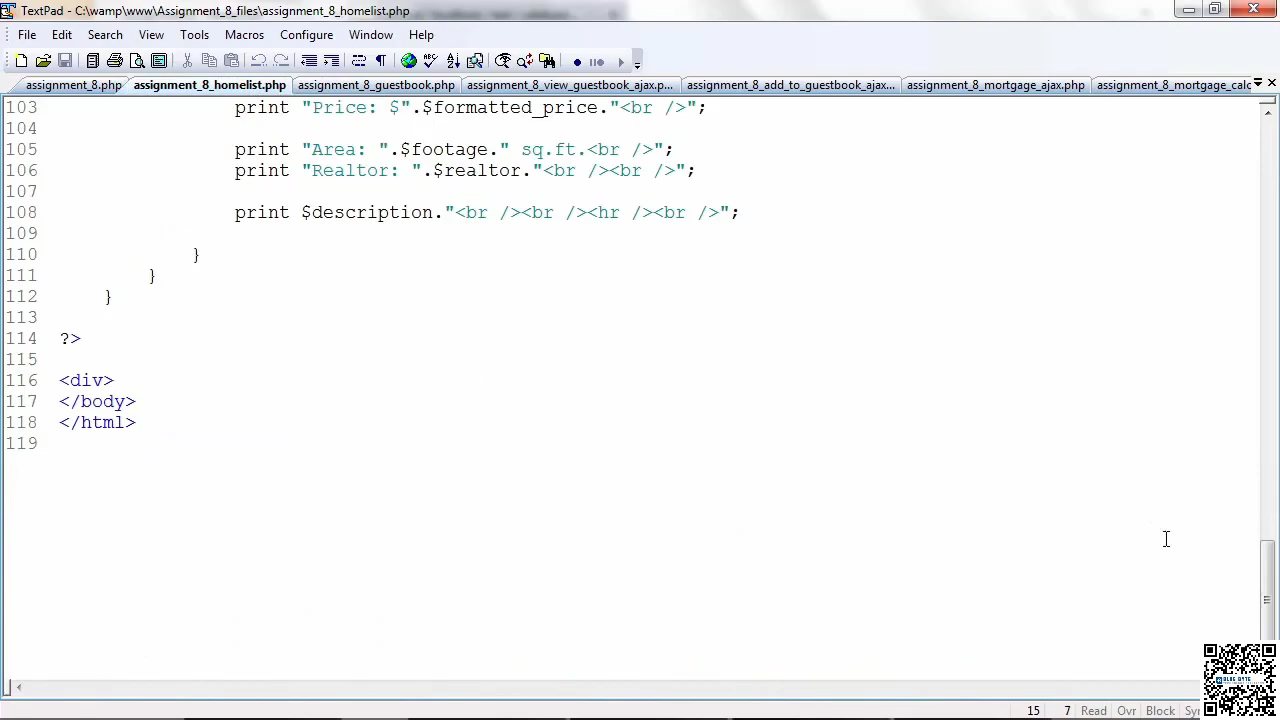 TextPad - C:\wamp\www\Assignment_8_files\assignment_8_homelist.php
File Edit Search View Tools Macros Configure Window Help
assignment_8.php assignment_8_homelist.php assignment_8_guestbook.php assignment_8_view_guestbook_ajax.p... assignment_8_add_to_guestbook_ajax... assignment_8_mortgage_ajax.php assignment_8_mortgage_calc
103 print "Price: $".$formatted_price."<br />";
104
105 print "Area: ".$footage." sq.ft.<br />";
106 print "Realtor: ".$realtor."<br /><br />";
107
108 print $description."<br /><br /><hr /><br />";
109
110 }
111 }
112 }
113
114 ?>
115
116 <div>
117 </body>
118 </html>
119
15 7 Read Ovr Block
BLUE BYTE